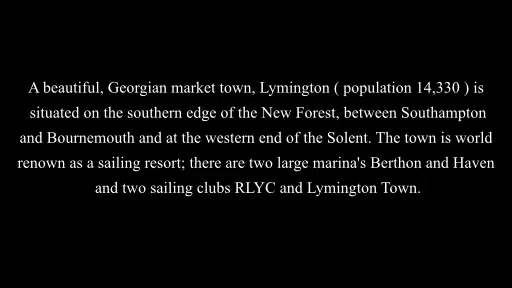 A beautiful, Georgian market town, Lymington ( population 14,330 ) is
situated on the southern edge of the New Forest, between Southampton
and Bournemouth and at the western end of the Solent. The town is world
renown as a sailing resort; there are two large marina's Berthon and Haven
and two sailing clubs RLYC and Lymington Town.